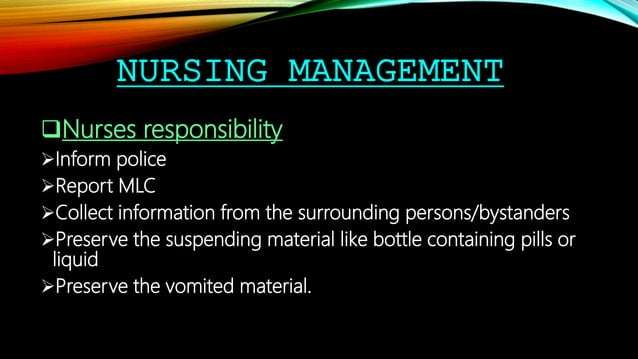 NURSING MANAGEMENT
❑Nurses responsibility
➢Inform police
➢Report MLC
➢Collect information from the surrounding persons/bystanders
➢Preserve the suspending material like bottle containing pills or
liquid
➢Preserve the vomited material.